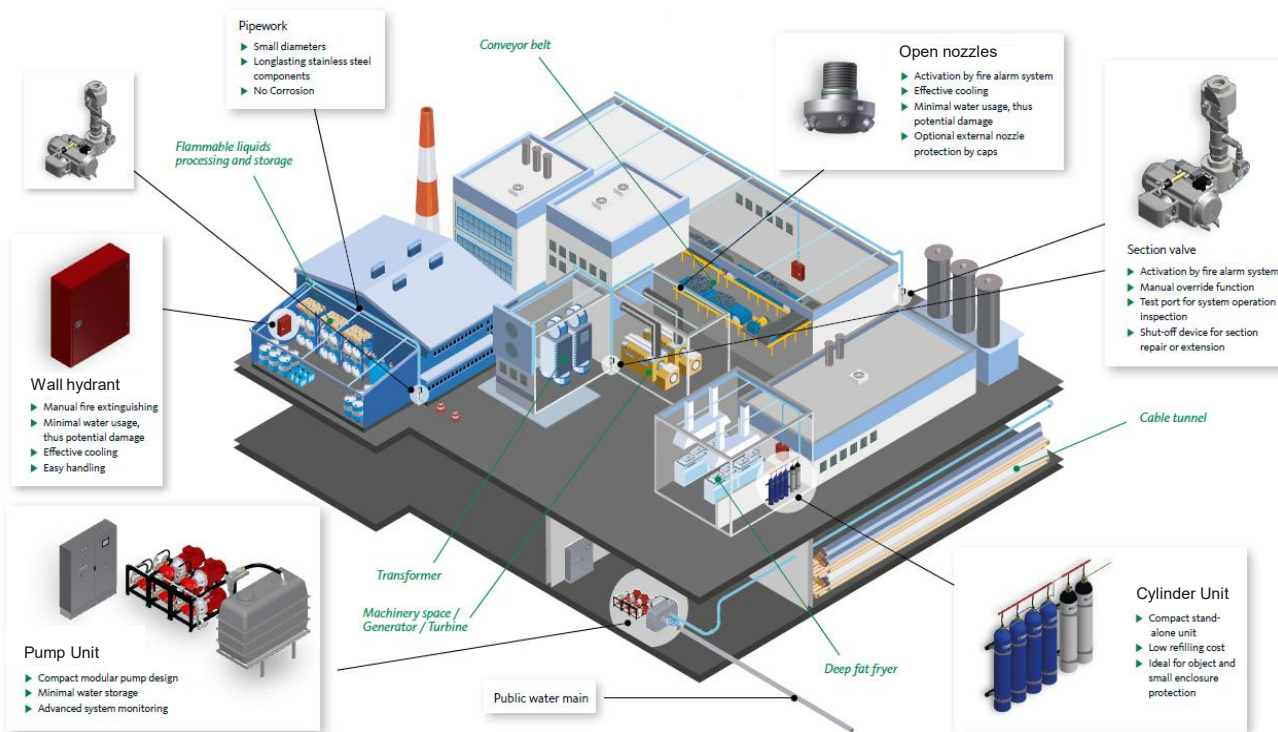 Pipework
Small diameters
Longlasting stainless steel
components
No Corrosion
Conveyor belt
Open nozzles
Activation by fire alarm system
Effective cooling
Minimal water usage, thus
potential damage
Optional external nozzle
protection by caps
Flammable liquids
processing and storage
Section valve
Activation by fire alarm system
Manual override function
Test port for system operation
inspection
Shut-off device for section
repair or extension
Wall hydrant
Manual fire extinguishing
Minimal water usage,
thus potential damage
Effective cooling
Easy handling
Cable tunnel
Transformer
Machinery space /
Generator / Turbine
Deep fat fryer
Pump Unit
Compact modular pump design
Minimal water storage
Advanced system monitoring
Public water main
Cylinder Unit
Compact stand-
alone unit
Low refilling cost
Ideal for object and
small enclosure
protection